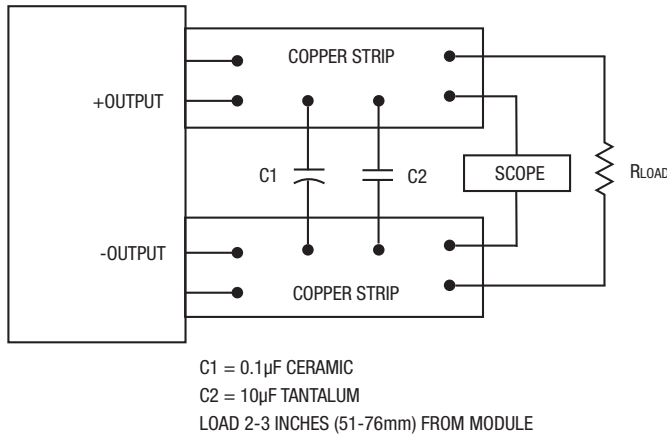 COPPER STRIP
+OUTPUT
C1
C2
SCOPE
RLOAD
-OUTPUT
COPPER STRIP
C1 = 0.1µF CERAMIC
C2 = 10µF TANTALUM
LOAD 2-3 INCHES (51-76mm) FROM MODULE